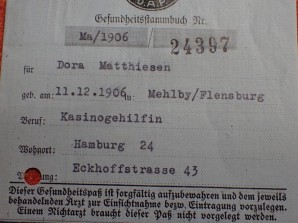 D.A.P.
Gesundheitsstammbuch Nr.
Ma/1906 / 24397
für Dora Matthiesen
geb. am: 11.12.1906 in Mehlby/Flensburg
Beruf: Kasinogehilfin
Wohnort: Hamburg 24
Eckhoffstrasse 43
Dieser Gesundheitspaß ist sorgfältig aufzubewahren und dem jeweils
behandelnden Arzt zur Einsichtnahme bezw. Eintragung vorzulegen.
Einem Nichtarzt braucht dieser Paß nicht vorgelegt werden.